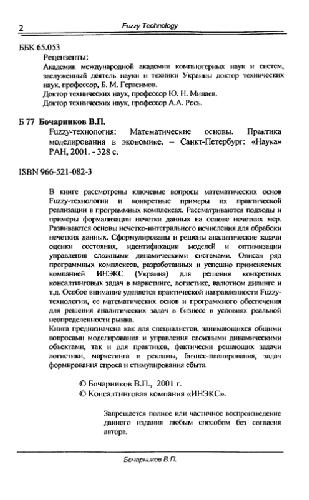 2
Fuzzy Technology
ББК 65.053
Рецензенты:
Академик международной академии компьютерных наук и систем,
заслуженный деятель науки и техники Украины доктор технических
наук, профессор, Б. М. Герасимов.
Доктор технических наук, профессор Ю. Н. Минаев.
Доктор технических наук, профессор А.А. Рось.
Б 77 Бочарников В.П.
Fuzzy-технология: Математические основы. Практика
моделирования в экономике. – Санкт-Петербург: «Наука»
РАН, 2001. - 328 с.
ISBN 966-521-082-3
В книге рассмотрены ключевые вопросы математических основ
Fuzzy-технологии и конкретные примеры их практической
реализации в программных комплексах. Рассматриваются подходы и
примеры формализации нечетких данных на основе нечетких мер.
Развиваются основы нечетко-интегрального исчисления для обработки
нечетких данных. Сформулированы и решены аналитические задачи
оценки состояния, идентификации моделей и оптимизации
управления сложными динамическими системами. Описан ряд
программных комплексов, разработанных и успешно применяемых
компанией ИНЭКС (Украина) для решения конкретных
консалтинговых задач в маркетинге, логистике, валютном дилинге и
т.д. Особое внимание уделяется практической направленности Fuzzy-
технологии, ее математических основ и программного обеспечения
для решения аналитических задач в бизнесе в условиях реальной
неопределенности рынка.
Книга предназначена как для специалистов, занимающихся общими
вопросами моделирования и управления сложными динамическими
объектами, так и для практиков, фактически решающих задачи
логистики, маркетинга и рекламы, бизнес-планирования, задач
формирования спроса и стимулирования сбыта.
© Бочарников В.П., 2001 г.
© Консалтинговая компания «ИНЭКС».
Запрещается полное или частичное воспроизведение
данного издания любым способом без согласия
автора.
Бочарников В.П.